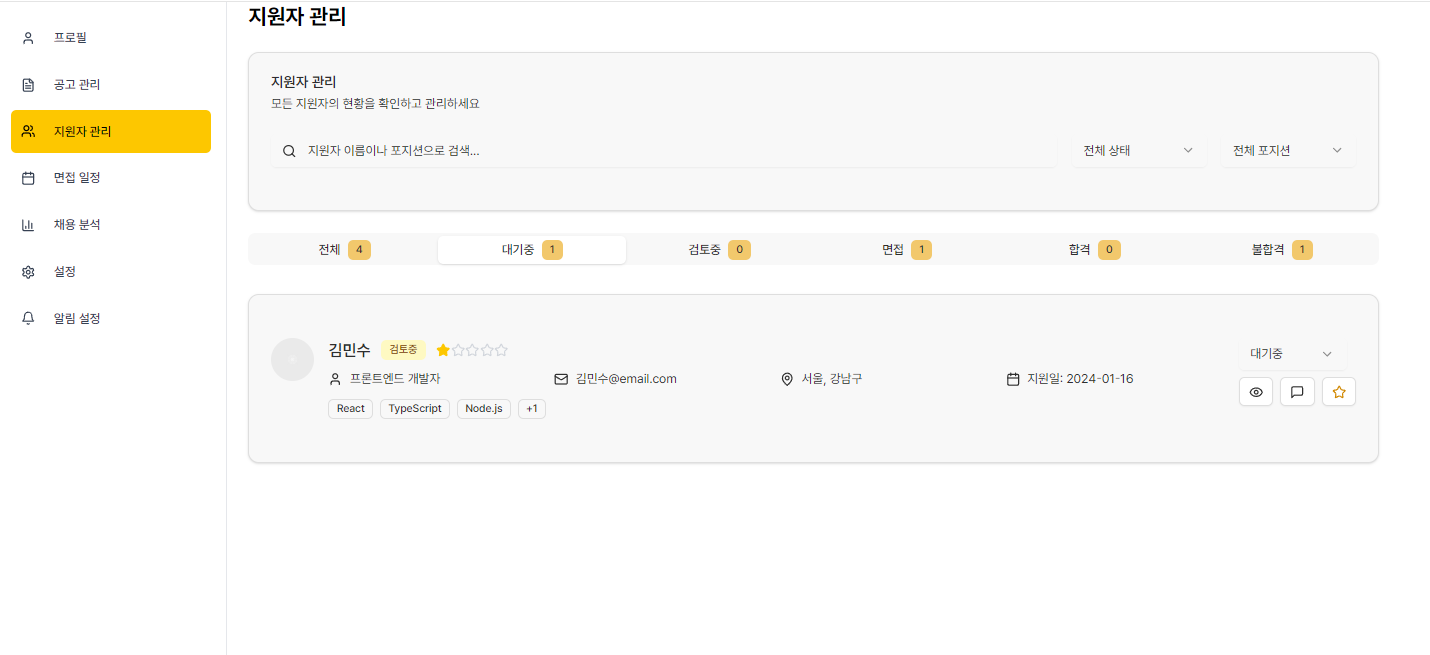 지원자 관리
프로필
공고 관리
지원자 관리
면접 일정
채용 분석
설정
알림 설정
지원자 관리
모든 지원자의 현황을 확인하고 관리하세요
지원자 이름이나 포지션으로 검색... 전체 상태 전체 포지션
전체 4 대기중 1 검토중 0 면접 1 합격 0 불합격 1
김민수 검토중 대기중
프론트엔드 개발자 김민수@email.com 서울, 강남구 지원일: 2024-01-16
React TypeScript Node.js +1